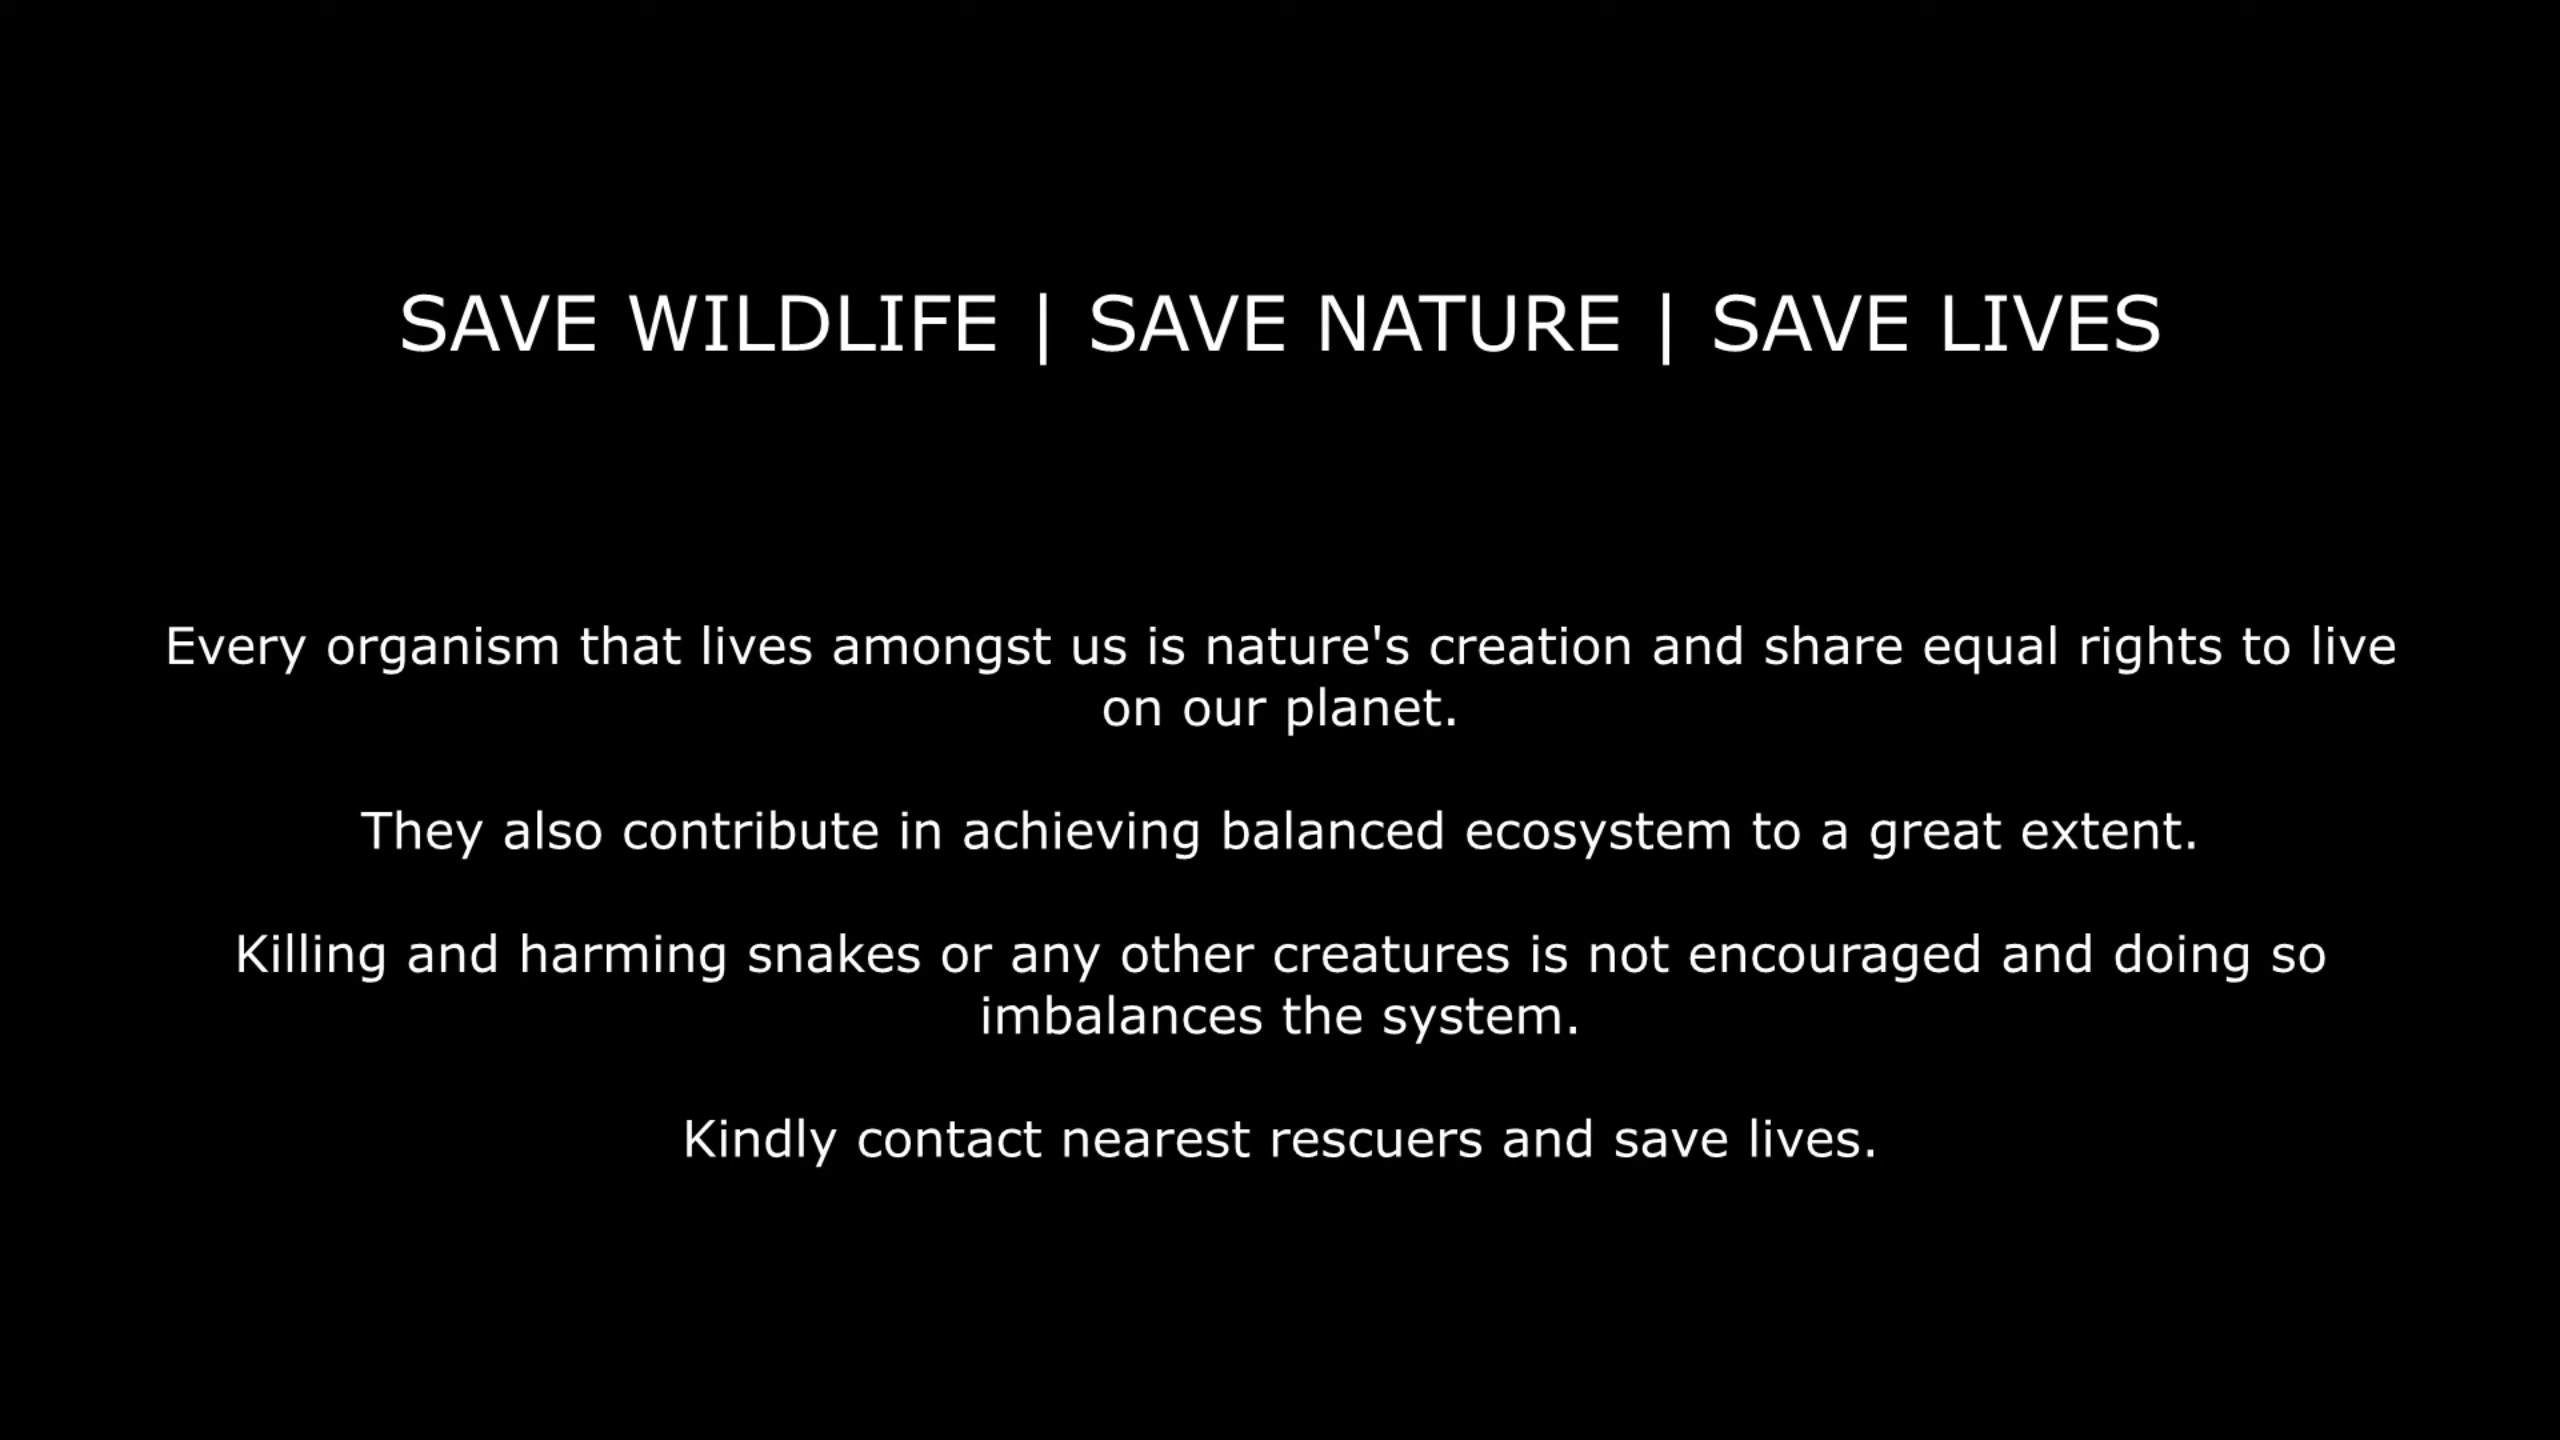 SAVE WILDLIFE | SAVE NATURE | SAVE LIVES
Every organism that lives amongst us is nature's creation and share equal rights to live
on our planet.
They also contribute in achieving balanced ecosystem to a great extent.
Killing and harming snakes or any other creatures is not encouraged and doing so
imbalances the system.
Kindly contact nearest rescuers and save lives.